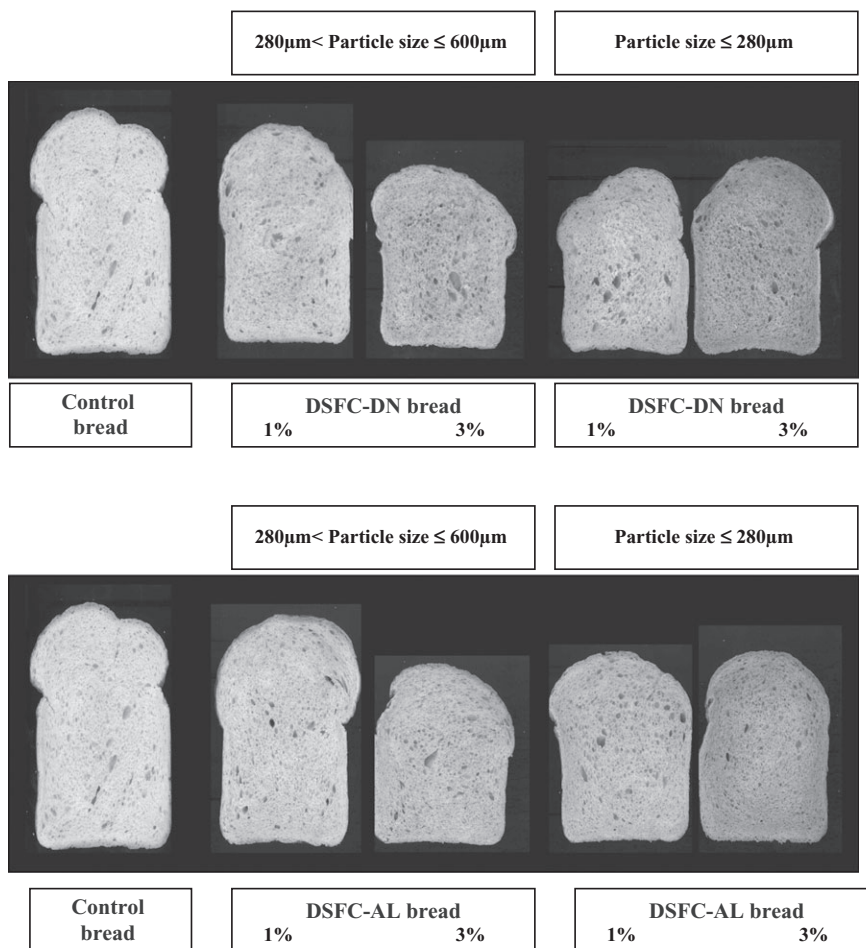 280µm< Particle size ≤ 600µm
Particle size ≤ 280µm
Control
bread
DSFC-DN bread
1% 3%
DSFC-DN bread
1% 3%
280µm< Particle size ≤ 600µm
Particle size ≤ 280µm
Control
bread
DSFC-AL bread
1% 3%
DSFC-AL bread
1% 3%